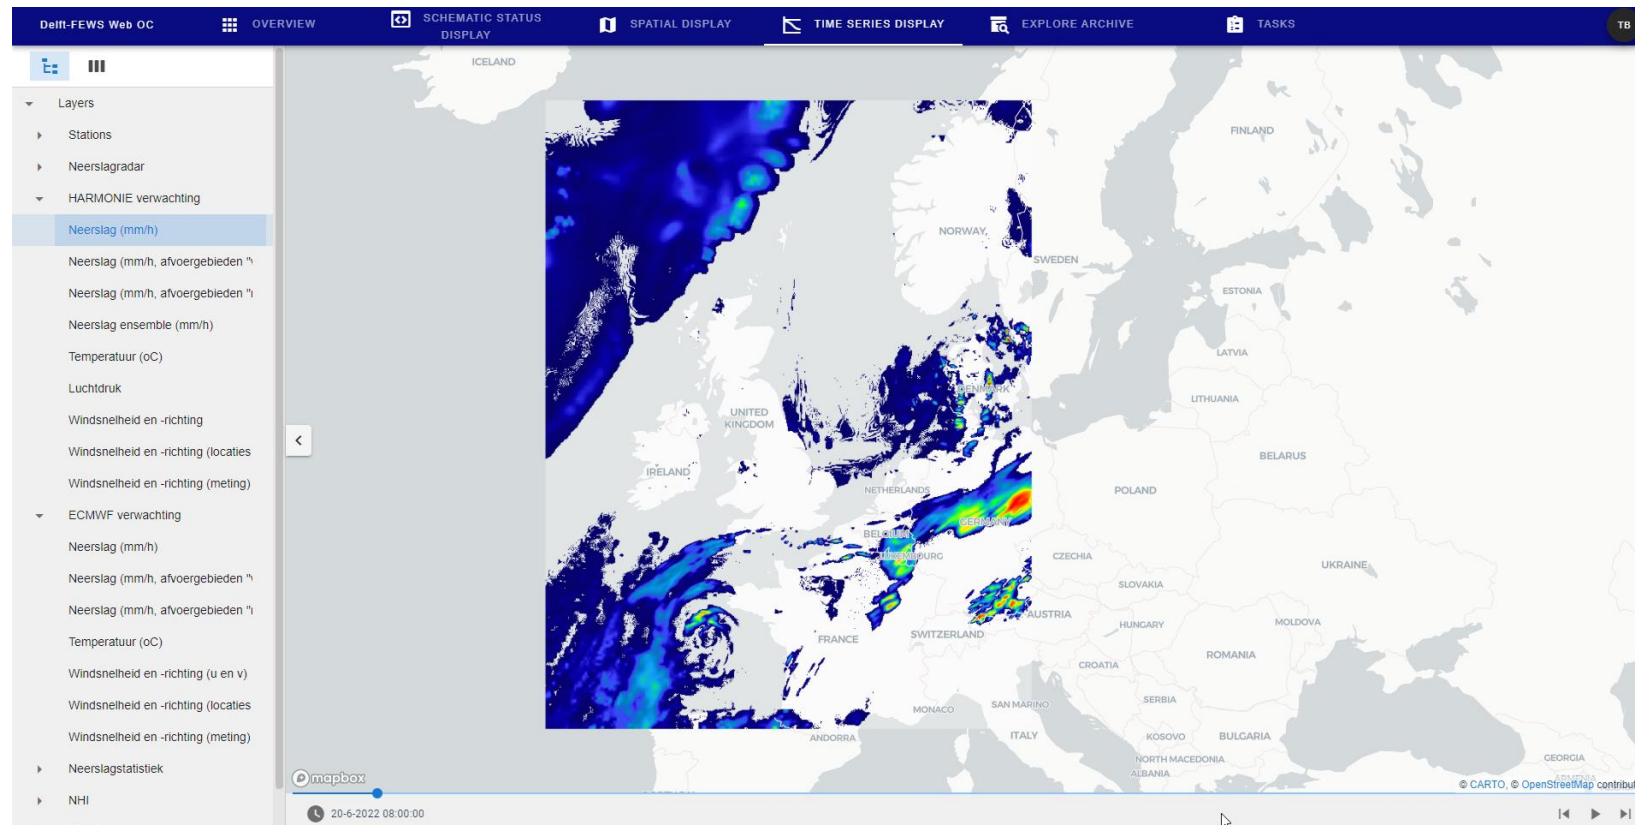 Delft-FEWS Web OC
OVERVIEW
SCHEMATIC STATUS
DISPLAY
SPATIAL DISPLAY
TIME SERIES DISPLAY
EXPLORE ARCHIVE
TASKS
TB
Layers
Stations
Neerslagradar
HARMONIE verwachting
Neerslag (mm/h)
Neerslag (mm/h, afvoergebieden "
Neerslag (mm/h, afvoergebieden "
Neerslag ensemble (mm/h)
Temperatuur (oC)
Luchtdruk
Windsnelheid en -richting
Windsnelheid en -richting (locaties
Windsnelheid en -richting (meting)
ECMWF verwachting
Neerslag (mm/h)
Neerslag (mm/h, afvoergebieden "
Neerslag (mm/h, afvoergebieden "
Temperatuur (oC)
Windsnelheid en -richting (u en v)
Windsnelheid en -richting (locaties
Windsnelheid en -richting (meting)
Neerslagstatistiek
NHI
ICELAND
FINLAND
NORWAY
SWEDEN
ESTONIA
LATVIA
DENMARK
LITHUANIA
UNITED
KINGDOM
BELARUS
IRELAND
NETHERLANDS
POLAND
GERMANY
BELGIUM
LUXEMBOURG
CZECHIA
UKRAINE
SLOVAKIA
AUSTRIA
HUNGARY
MOLDOVA
FRANCE
SWITZERLAND
ROMANIA
CROATIA
SERBIA
MONACO
SAN MARINO
ANDORRA
ITALY
KOSOVO
BULGARIA
NORTH MACEDONIA
GEORGIA
ALBANIA
ARMENIA
mapbox
© CARTO, © OpenStreetMap contribut
20-6-2022 08:00:00